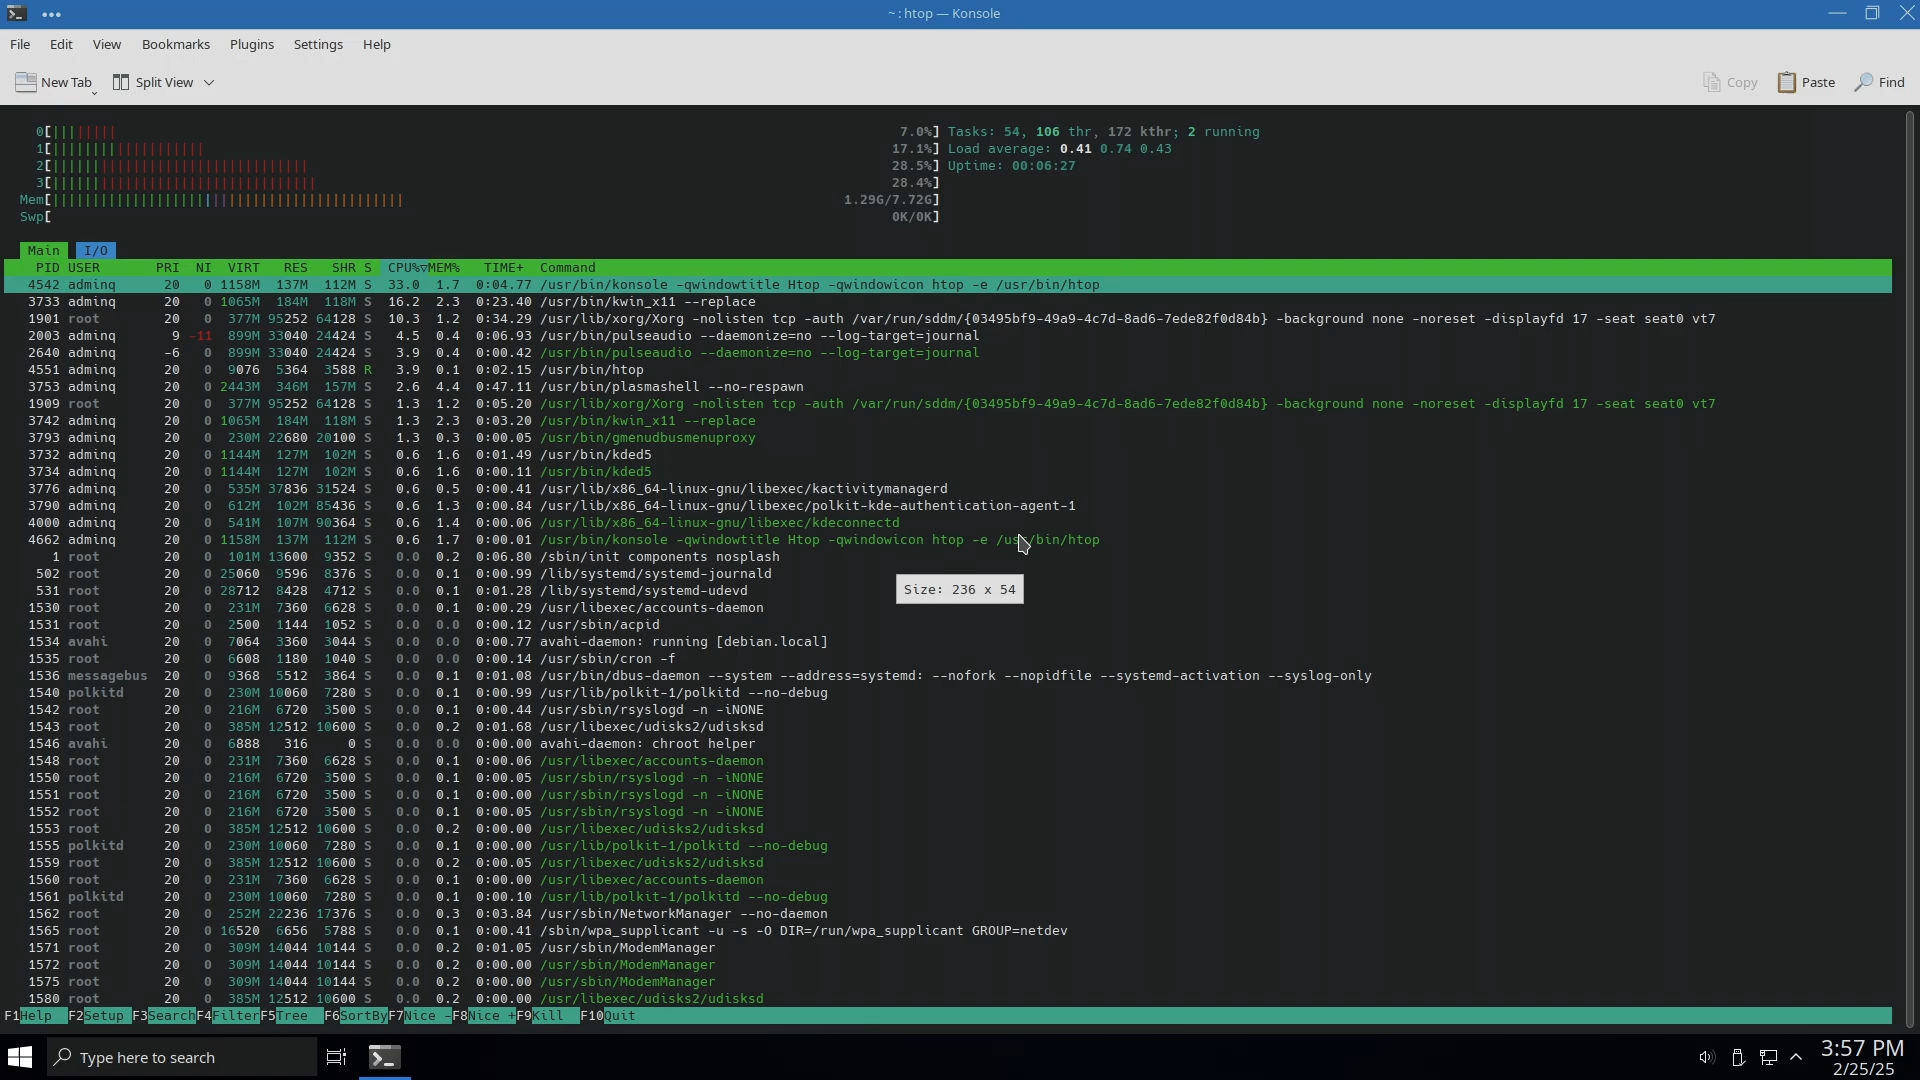 ~ : htop — Konsole
File Edit View Bookmarks Plugins Settings Help
New Tab Split View Copy Paste Find
0[|||||||| 7.0%] Tasks: 54, 106 thr, 172 kthr; 2 running
1[||||||||||||||||||| 17.1%] Load average: 0.41 0.74 0.43
2[|||||||||||||||||||||||||||||||| 28.5%] Uptime: 00:06:27
3[||||||||||||||||||||||||||||||||| 28.4%]
Mem[|||||||||||||||||||||||||||||||||||||||||||| 1.29G/7.72G]
Swp[ 0K/0K]
Main I/O
PID USER PRI NI VIRT RES SHR S CPU%▽MEM% TIME+ Command
4542 adminq 20 0 1158M 137M 112M S 33.0 1.7 0:04.77 /usr/bin/konsole -qwindowtitle Htop -qwindowicon htop -e /usr/bin/htop
3733 adminq 20 0 1065M 184M 118M S 16.2 2.3 0:23.40 /usr/bin/kwin_x11 --replace
1901 root 20 0 377M 95252 64128 S 10.3 1.2 0:34.29 /usr/lib/xorg/Xorg -nolisten tcp -auth /var/run/sddm/{03495bf9-49a9-4c7d-8ad6-7ede82f0d84b} -background none -noreset -displayfd 17 -seat seat0 vt7
2003 adminq 9 -11 899M 33040 24424 S 4.5 0.4 0:06.93 /usr/bin/pulseaudio --daemonize=no --log-target=journal
2640 adminq -6 0 899M 33040 24424 S 3.9 0.4 0:00.42 /usr/bin/pulseaudio --daemonize=no --log-target=journal
4551 adminq 20 0 9076 5364 3588 R 3.9 0.1 0:02.15 /usr/bin/htop
3753 adminq 20 0 2443M 346M 157M S 2.6 4.4 0:47.11 /usr/bin/plasmashell --no-respawn
1909 root 20 0 377M 95252 64128 S 1.3 1.2 0:05.20 /usr/lib/xorg/Xorg -nolisten tcp -auth /var/run/sddm/{03495bf9-49a9-4c7d-8ad6-7ede82f0d84b} -background none -noreset -displayfd 17 -seat seat0 vt7
3742 adminq 20 0 1065M 184M 118M S 1.3 2.3 0:03.20 /usr/bin/kwin_x11 --replace
3793 adminq 20 0 230M 22680 20100 S 1.3 0.3 0:00.05 /usr/bin/gmenudbusmenuproxy
3732 adminq 20 0 1144M 127M 102M S 0.6 1.6 0:01.49 /usr/bin/kded5
3734 adminq 20 0 1144M 127M 102M S 0.6 1.6 0:00.11 /usr/bin/kded5
3776 adminq 20 0 535M 37836 31524 S 0.6 0.5 0:00.41 /usr/lib/x86_64-linux-gnu/libexec/kactivitymanagerd
3790 adminq 20 0 612M 102M 85436 S 0.6 1.3 0:00.84 /usr/lib/x86_64-linux-gnu/libexec/polkit-kde-authentication-agent-1
4000 adminq 20 0 541M 107M 90364 S 0.6 1.4 0:00.06 /usr/lib/x86_64-linux-gnu/libexec/kdeconnectd
4662 adminq 20 0 1158M 137M 112M S 0.6 1.7 0:00.01 /usr/bin/konsole -qwindowtitle Htop -qwindowicon htop -e /usr/bin/htop
1 root 20 0 101M 13600 9352 S 0.0 0.2 0:06.80 /sbin/init components nosplash
502 root 20 0 25060 9596 8376 S 0.0 0.1 0:00.99 /lib/systemd/systemd-journald
531 root 20 0 28712 8428 4712 S 0.0 0.1 0:01.28 /lib/systemd/systemd-udevd
Size: 236 x 54
1530 root 20 0 231M 7360 6628 S 0.0 0.1 0:00.29 /usr/libexec/accounts-daemon
1531 root 20 0 2500 1144 1052 S 0.0 0.0 0:00.12 /usr/sbin/acpid
1534 avahi 20 0 7064 3360 3044 S 0.0 0.0 0:00.77 avahi-daemon: running [debian.local]
1535 root 20 0 6608 1180 1040 S 0.0 0.0 0:00.14 /usr/sbin/cron -f
1536 messagebus 20 0 9368 5512 3864 S 0.0 0.1 0:01.08 /usr/bin/dbus-daemon --system --address=systemd: --nofork --nopidfile --systemd-activation --syslog-only
1540 polkitd 20 0 230M 10060 7280 S 0.0 0.1 0:00.99 /usr/lib/polkit-1/polkitd --no-debug
1542 root 20 0 216M 6720 3500 S 0.0 0.1 0:00.44 /usr/sbin/rsyslogd -n -iNONE
1543 root 20 0 385M 12512 10600 S 0.0 0.2 0:01.68 /usr/libexec/udisks2/udisksd
1546 avahi 20 0 6888 316 0 S 0.0 0.0 0:00.00 avahi-daemon: chroot helper
1548 root 20 0 231M 7360 6628 S 0.0 0.1 0:00.06 /usr/libexec/accounts-daemon
1550 root 20 0 216M 6720 3500 S 0.0 0.1 0:00.05 /usr/sbin/rsyslogd -n -iNONE
1551 root 20 0 216M 6720 3500 S 0.0 0.1 0:00.00 /usr/sbin/rsyslogd -n -iNONE
1552 root 20 0 216M 6720 3500 S 0.0 0.1 0:00.05 /usr/sbin/rsyslogd -n -iNONE
1553 root 20 0 385M 12512 10600 S 0.0 0.2 0:00.00 /usr/libexec/udisks2/udisksd
1555 polkitd 20 0 230M 10060 7280 S 0.0 0.1 0:00.00 /usr/lib/polkit-1/polkitd --no-debug
1559 root 20 0 385M 12512 10600 S 0.0 0.2 0:00.05 /usr/libexec/udisks2/udisksd
1560 root 20 0 231M 7360 6628 S 0.0 0.1 0:00.00 /usr/libexec/accounts-daemon
1561 polkitd 20 0 230M 10060 7280 S 0.0 0.1 0:00.10 /usr/lib/polkit-1/polkitd --no-debug
1562 root 20 0 252M 22236 17376 S 0.0 0.3 0:03.84 /usr/sbin/NetworkManager --no-daemon
1565 root 20 0 16520 6656 5788 S 0.0 0.1 0:00.41 /sbin/wpa_supplicant -u -s -O DIR=/run/wpa_supplicant GROUP=netdev
1571 root 20 0 309M 14044 10144 S 0.0 0.2 0:01.05 /usr/sbin/ModemManager
1572 root 20 0 309M 14044 10144 S 0.0 0.2 0:00.00 /usr/sbin/ModemManager
1575 root 20 0 309M 14044 10144 S 0.0 0.2 0:00.00 /usr/sbin/ModemManager
1580 root 20 0 385M 12512 10600 S 0.0 0.2 0:00.00 /usr/libexec/udisks2/udisksd
F1Help F2Setup F3SearchF4FilterF5Tree F6SortByF7Nice -F8Nice +F9Kill F10Quit
Type here to search
3:57 PM
2/25/25